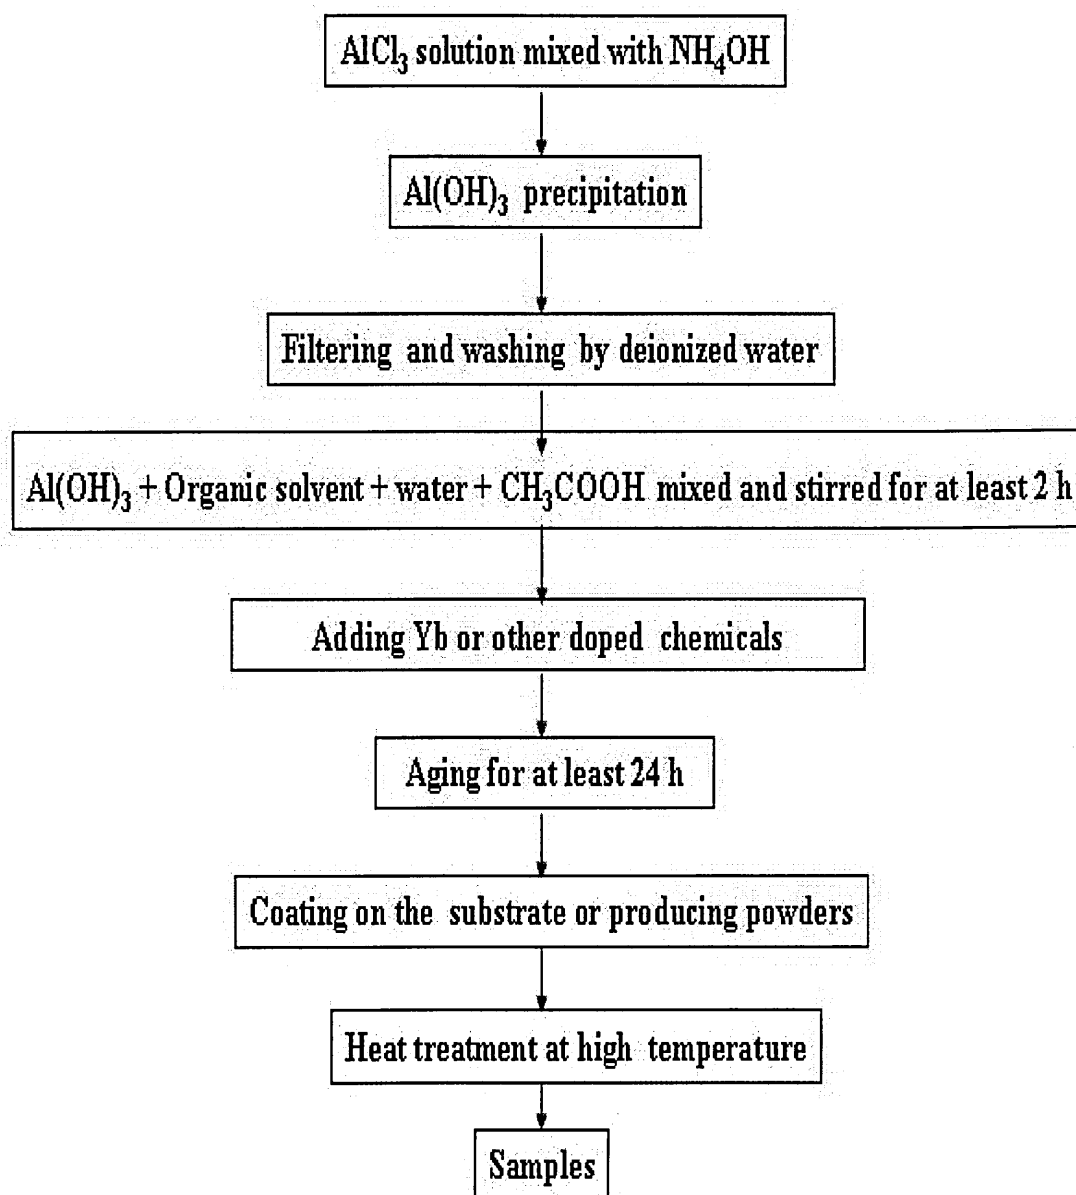 AlCl₃ solution mixed with NH₄OH
Al(OH)₃ precipitation
Filtering and washing by deionized water
Al(OH)₃ + Organic solvent + water + CH₃COOH mixed and stirred for at least 2 h
Adding Yb or other doped chemicals
Aging for at least 24 h
Coating on the substrate or producing powders
Heat treatment at high temperature
Samples